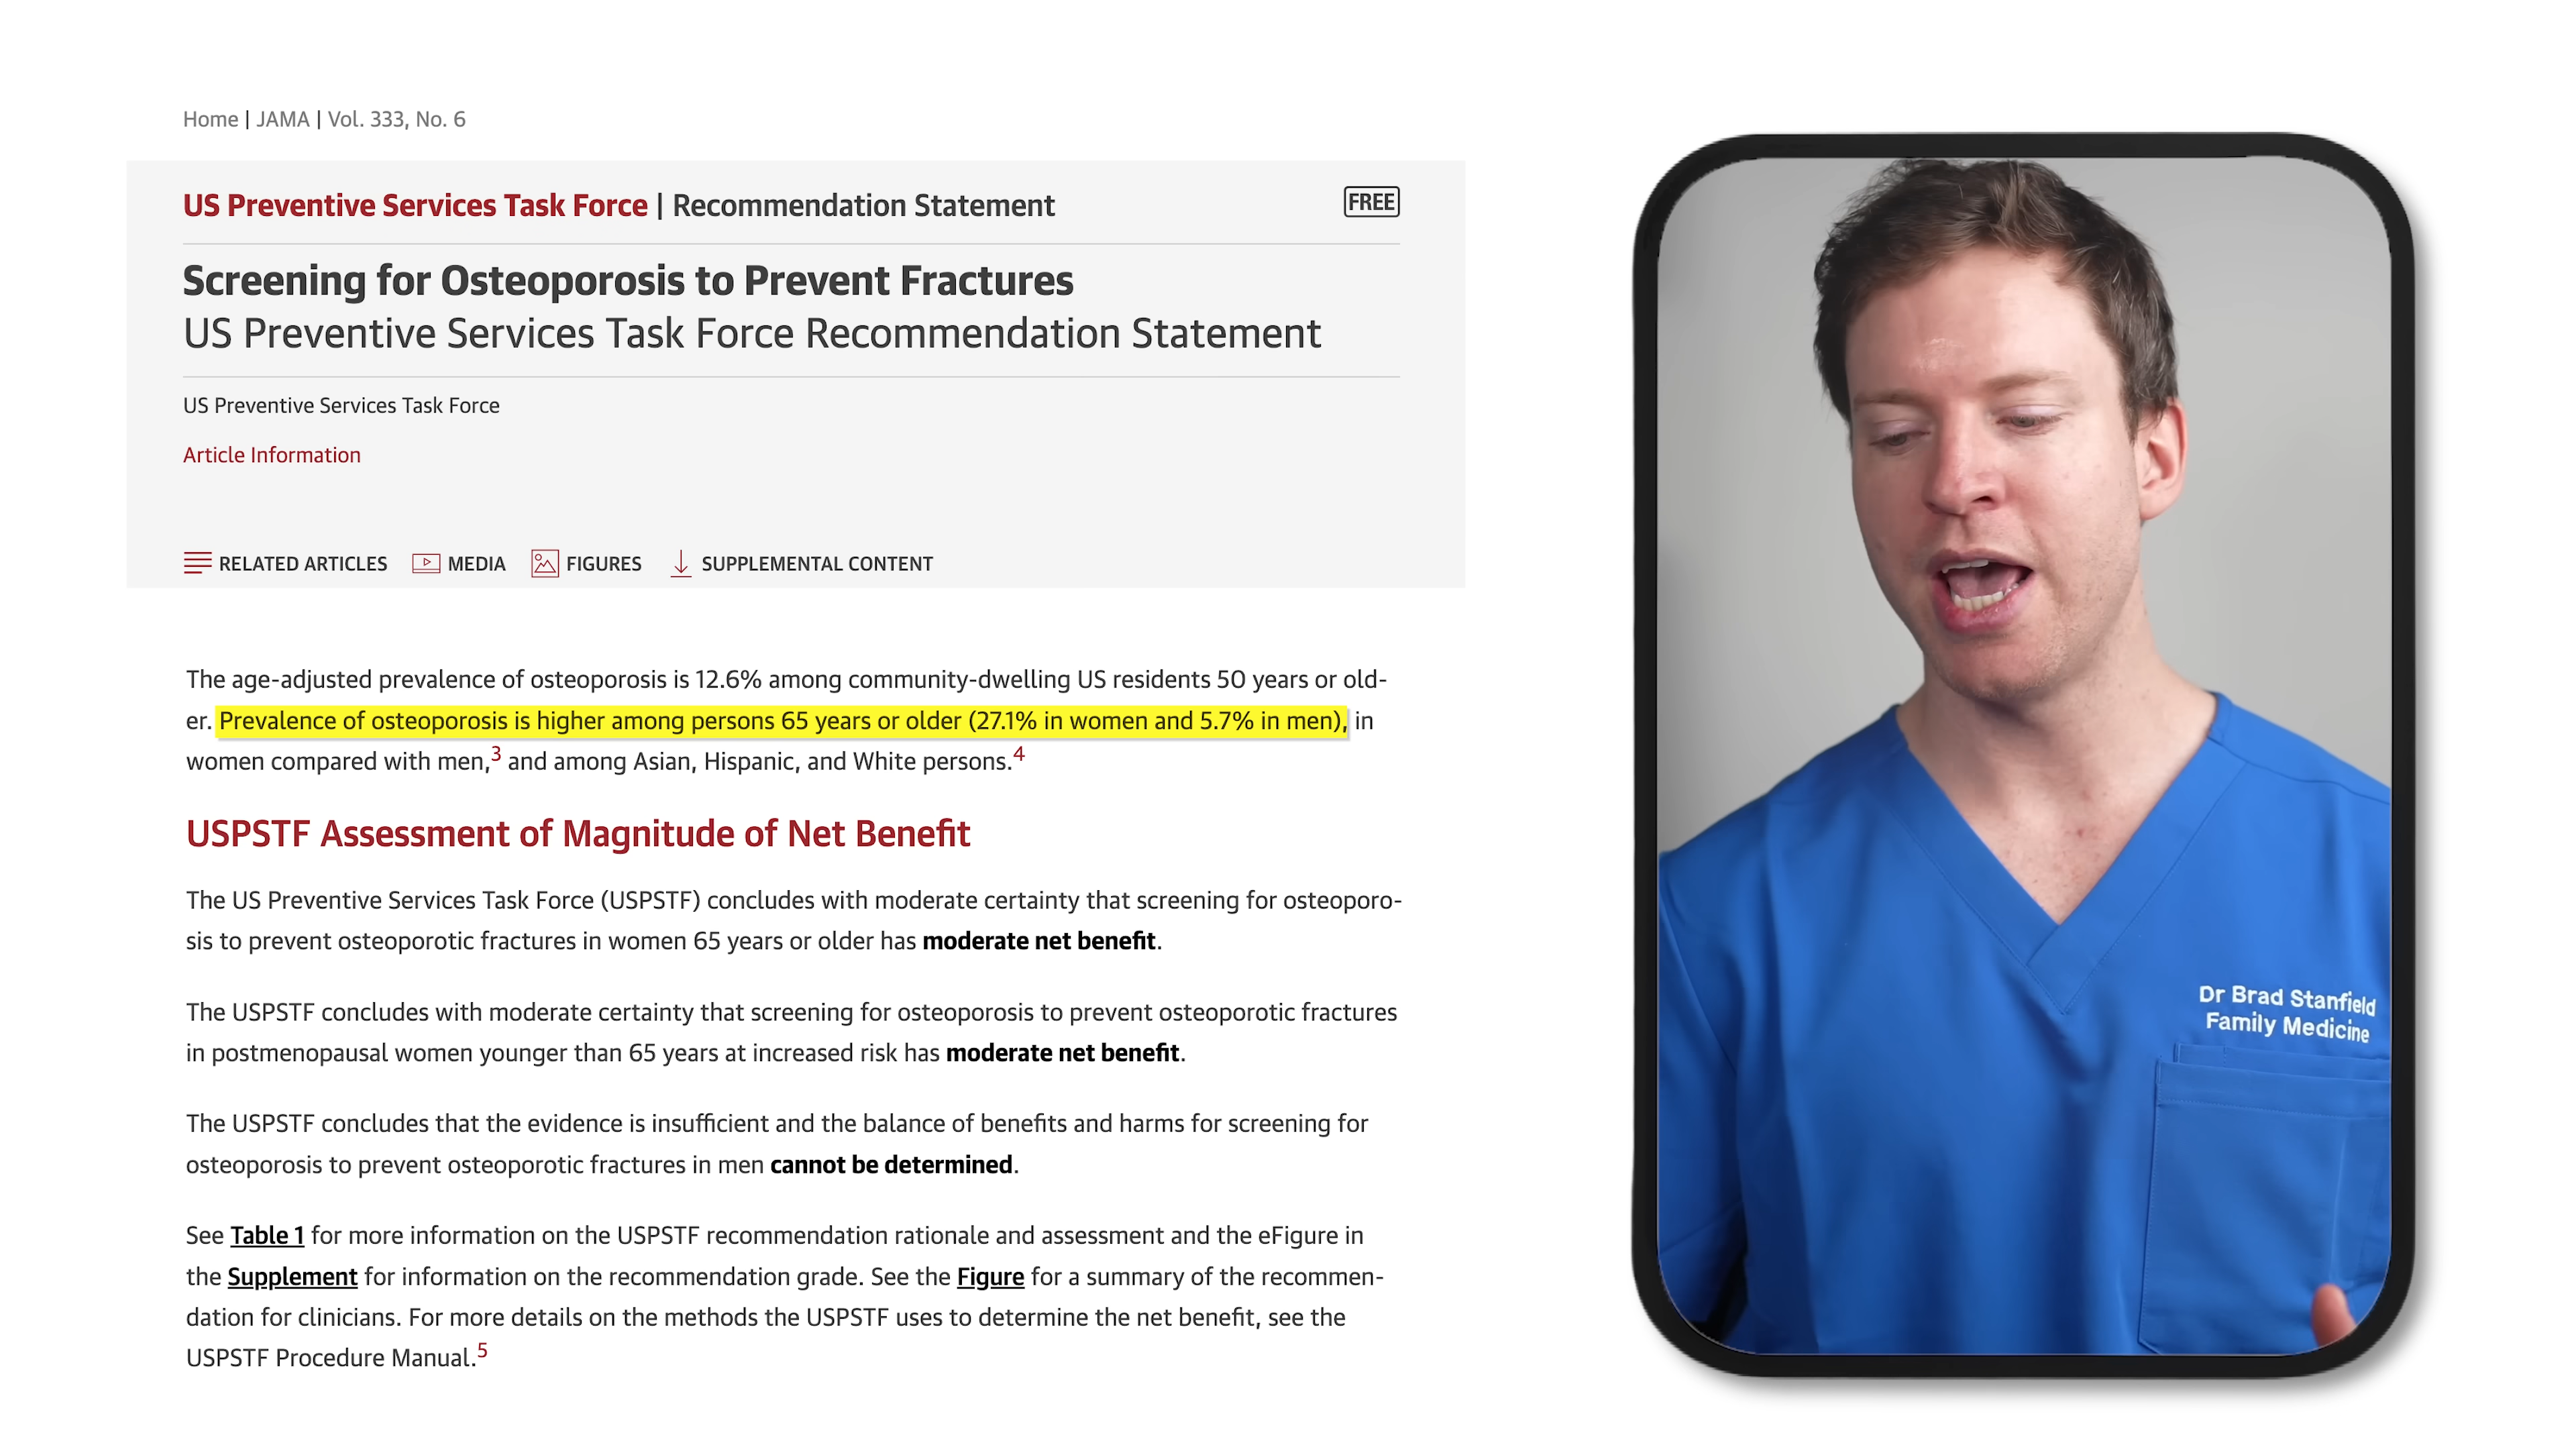 Home | JAMA | Vol. 333, No. 6
US Preventive Services Task Force | Recommendation Statement
FREE
Screening for Osteoporosis to Prevent Fractures
US Preventive Services Task Force Recommendation Statement
US Preventive Services Task Force
Article Information
RELATED ARTICLES MEDIA FIGURES SUPPLEMENTAL CONTENT
The age-adjusted prevalence of osteoporosis is 12.6% among community-dwelling US residents 50 years or old-
er. Prevalence of osteoporosis is higher among persons 65 years or older (27.1% in women and 5.7% in men), in
women compared with men,3 and among Asian, Hispanic, and White persons.4
USPSTF Assessment of Magnitude of Net Benefit
The US Preventive Services Task Force (USPSTF) concludes with moderate certainty that screening for osteoporo-
sis to prevent osteoporotic fractures in women 65 years or older has moderate net benefit.
The USPSTF concludes with moderate certainty that screening for osteoporosis to prevent osteoporotic fractures
in postmenopausal women younger than 65 years at increased risk has moderate net benefit.
The USPSTF concludes that the evidence is insufficient and the balance of benefits and harms for screening for
osteoporosis to prevent osteoporotic fractures in men cannot be determined.
See Table 1 for more information on the USPSTF recommendation rationale and assessment and the eFigure in
the Supplement for information on the recommendation grade. See the Figure for a summary of the recommen-
dation for clinicians. For more details on the methods the USPSTF uses to determine the net benefit, see the
USPSTF Procedure Manual.5
Dr Brad Stanfield
Family Medicine